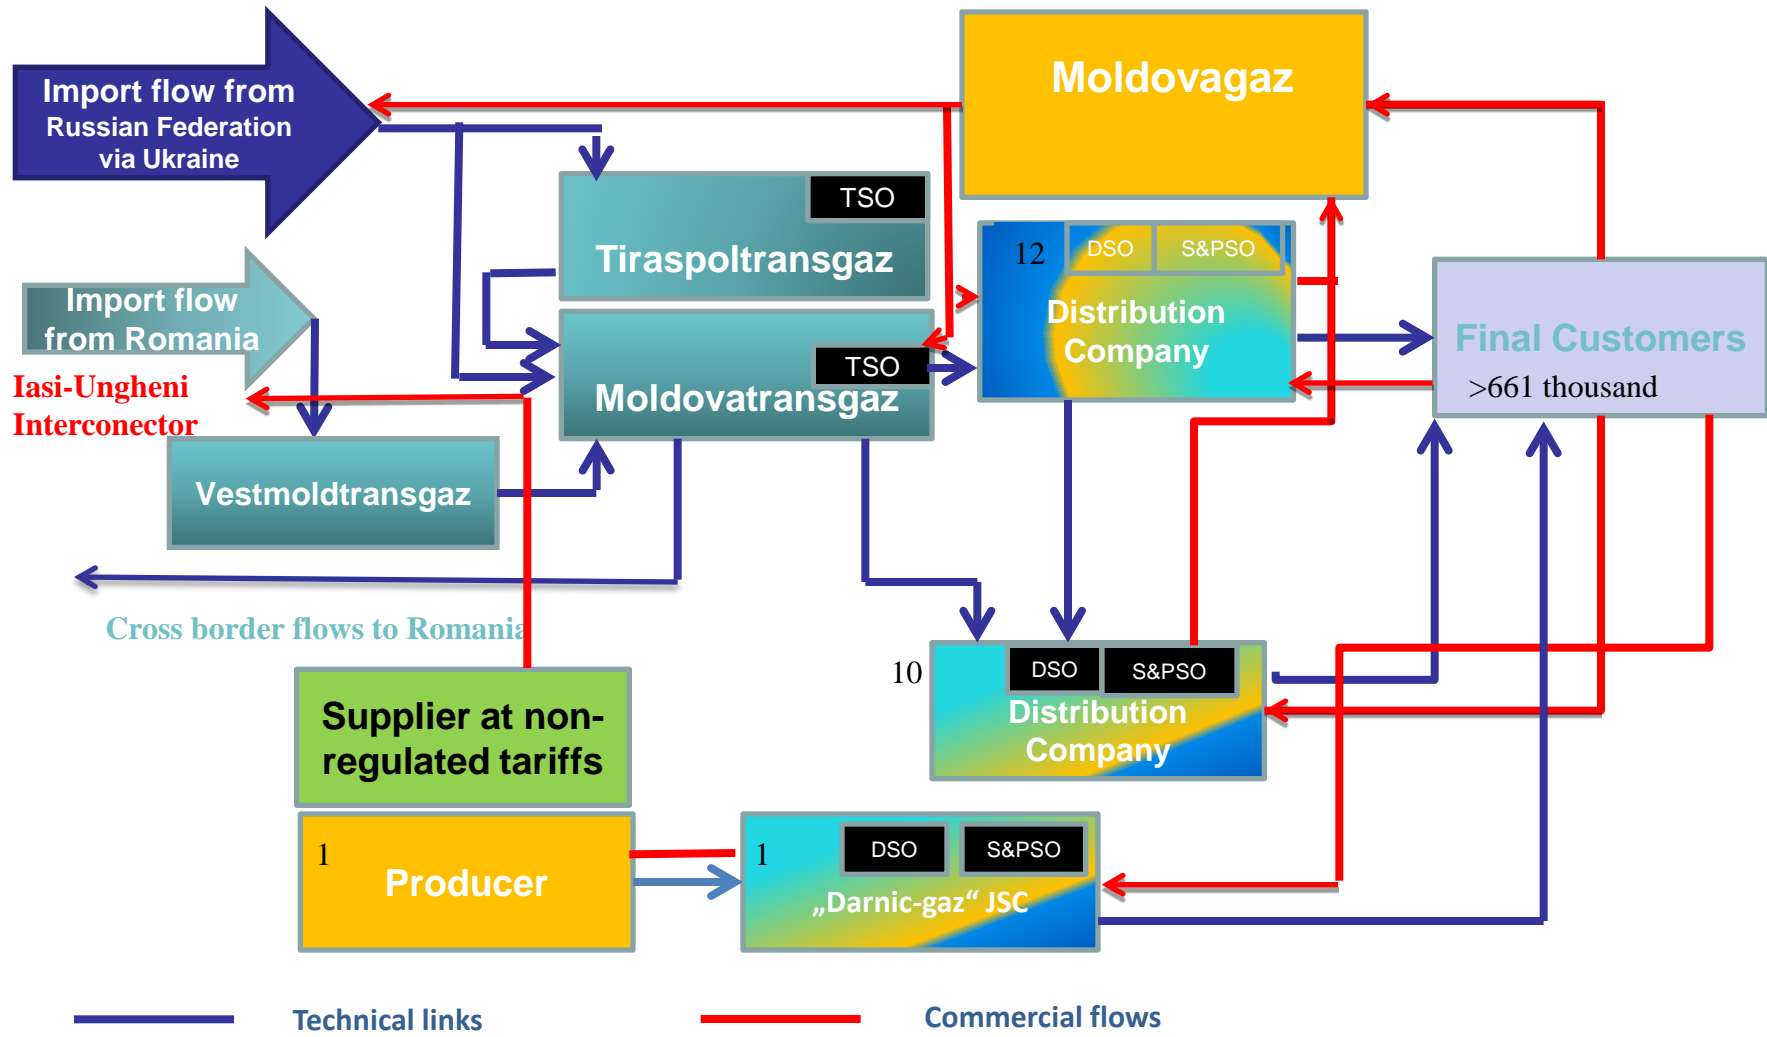 Import flow from
Russian Federation
via Ukraine
Moldovagaz
TSO
Tiraspoltransgaz
12
DSO
S&PSO
Distribution
Company
Import flow
from Romania
Iasi-Ungheni
Interconector
TSO
Moldovatransgaz
Final Customers
>661 thousand
Vestmoldtransgaz
Cross border flows to Romania
10
DSO
S&PSO
Distribution
Company
Supplier at non-
regulated tariffs
1
Producer
1
DSO
S&PSO
„Darnic-gaz“ JSC
Technical links
Commercial flows